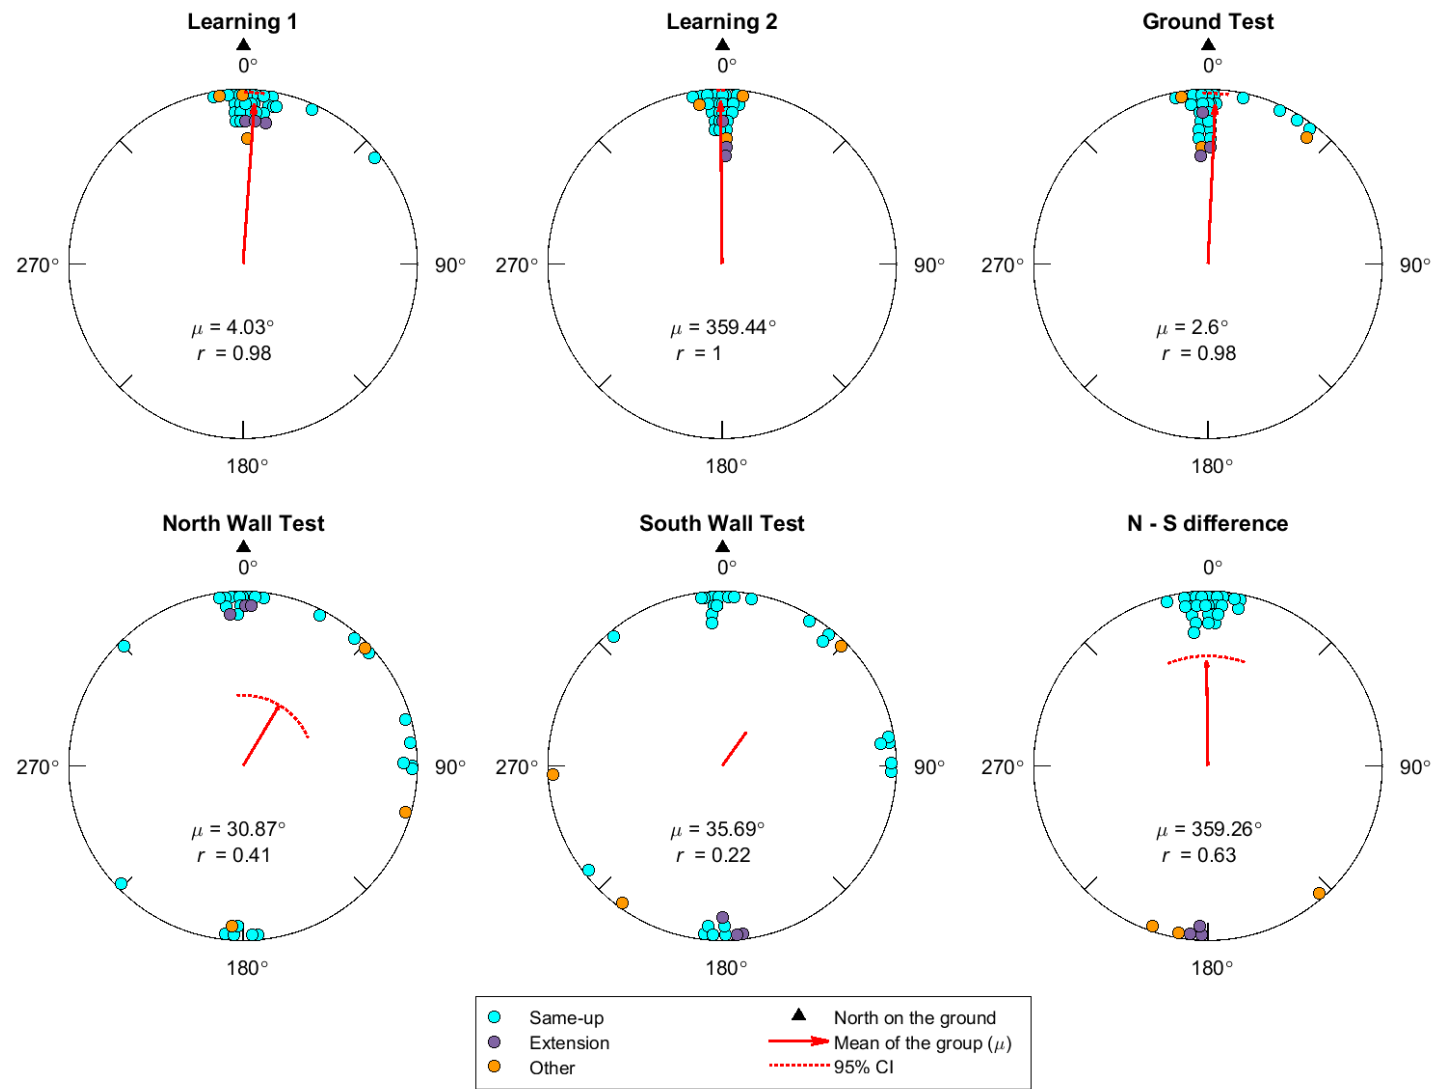 Learning 1
0°
270°
90°
μ = 4.03°
r = 0.98
180°
Learning 2
0°
270°
90°
μ = 359.44°
r = 1
180°
Ground Test
0°
270°
90°
μ = 2.6°
r = 0.98
180°
North Wall Test
0°
270°
90°
μ = 30.87°
r = 0.41
180°
South Wall Test
0°
270°
90°
μ = 35.69°
r = 0.22
180°
N - S difference
0°
270°
90°
μ = 359.26°
r = 0.63
180°
Same-up
Extension
Other
North on the ground
Mean of the group (μ)
95% CI